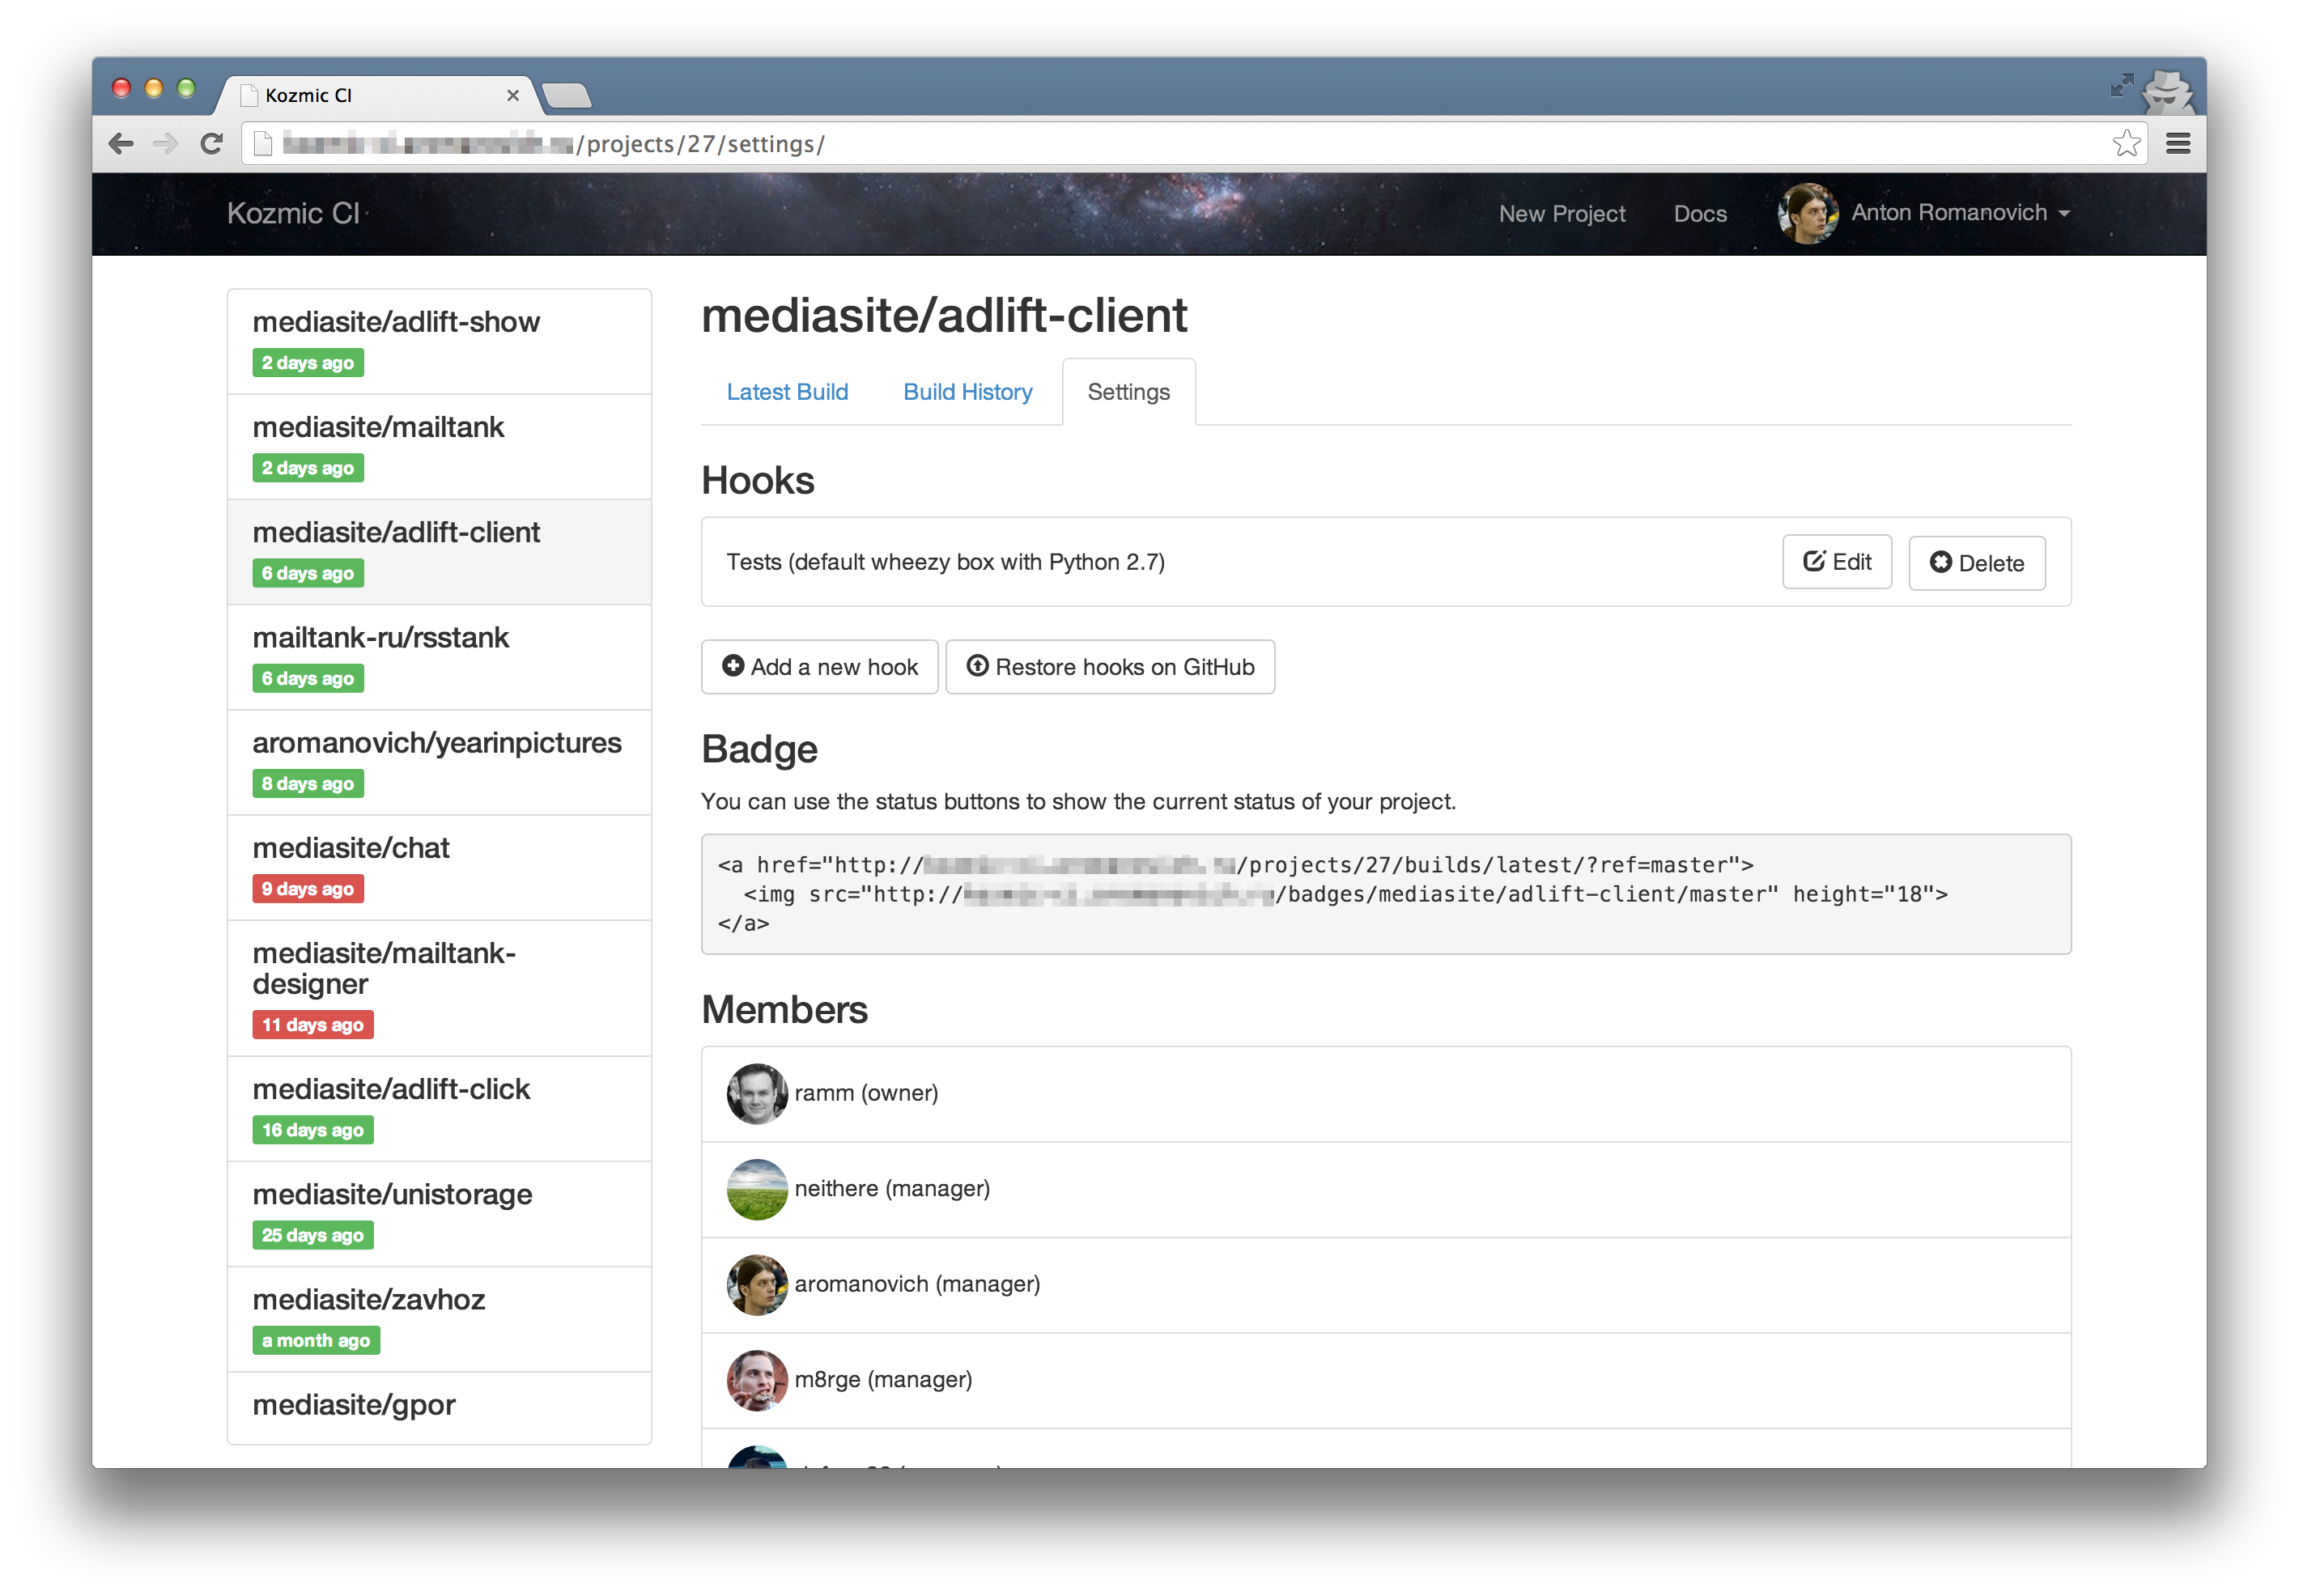 Kozmic CI
/projects/27/settings/
Kozmic CI
New Project
Docs
Anton Romanovich
mediasite/adlift-show
2 days ago
mediasite/mailtank
2 days ago
mediasite/adlift-client
6 days ago
mailtank-ru/rsstank
6 days ago
aromanovich/yearinpictures
8 days ago
mediasite/chat
9 days ago
mediasite/mailtank-
designer
11 days ago
mediasite/adlift-click
16 days ago
mediasite/unistorage
25 days ago
mediasite/zavhoz
a month ago
mediasite/gpor
mediasite/adlift-client
Latest Build
Build History
Settings
Hooks
Tests (default wheezy box with Python 2.7)
Edit
Delete
Add a new hook
Restore hooks on GitHub
Badge
You can use the status buttons to show the current status of your project.
<a href="http:///projects/27/builds/latest/?ref=master">
<img src="http:///badges/mediasite/adlift-client/master" height="18">
</a>
Members
ramm (owner)
neithere (manager)
aromanovich (manager)
m8rge (manager)